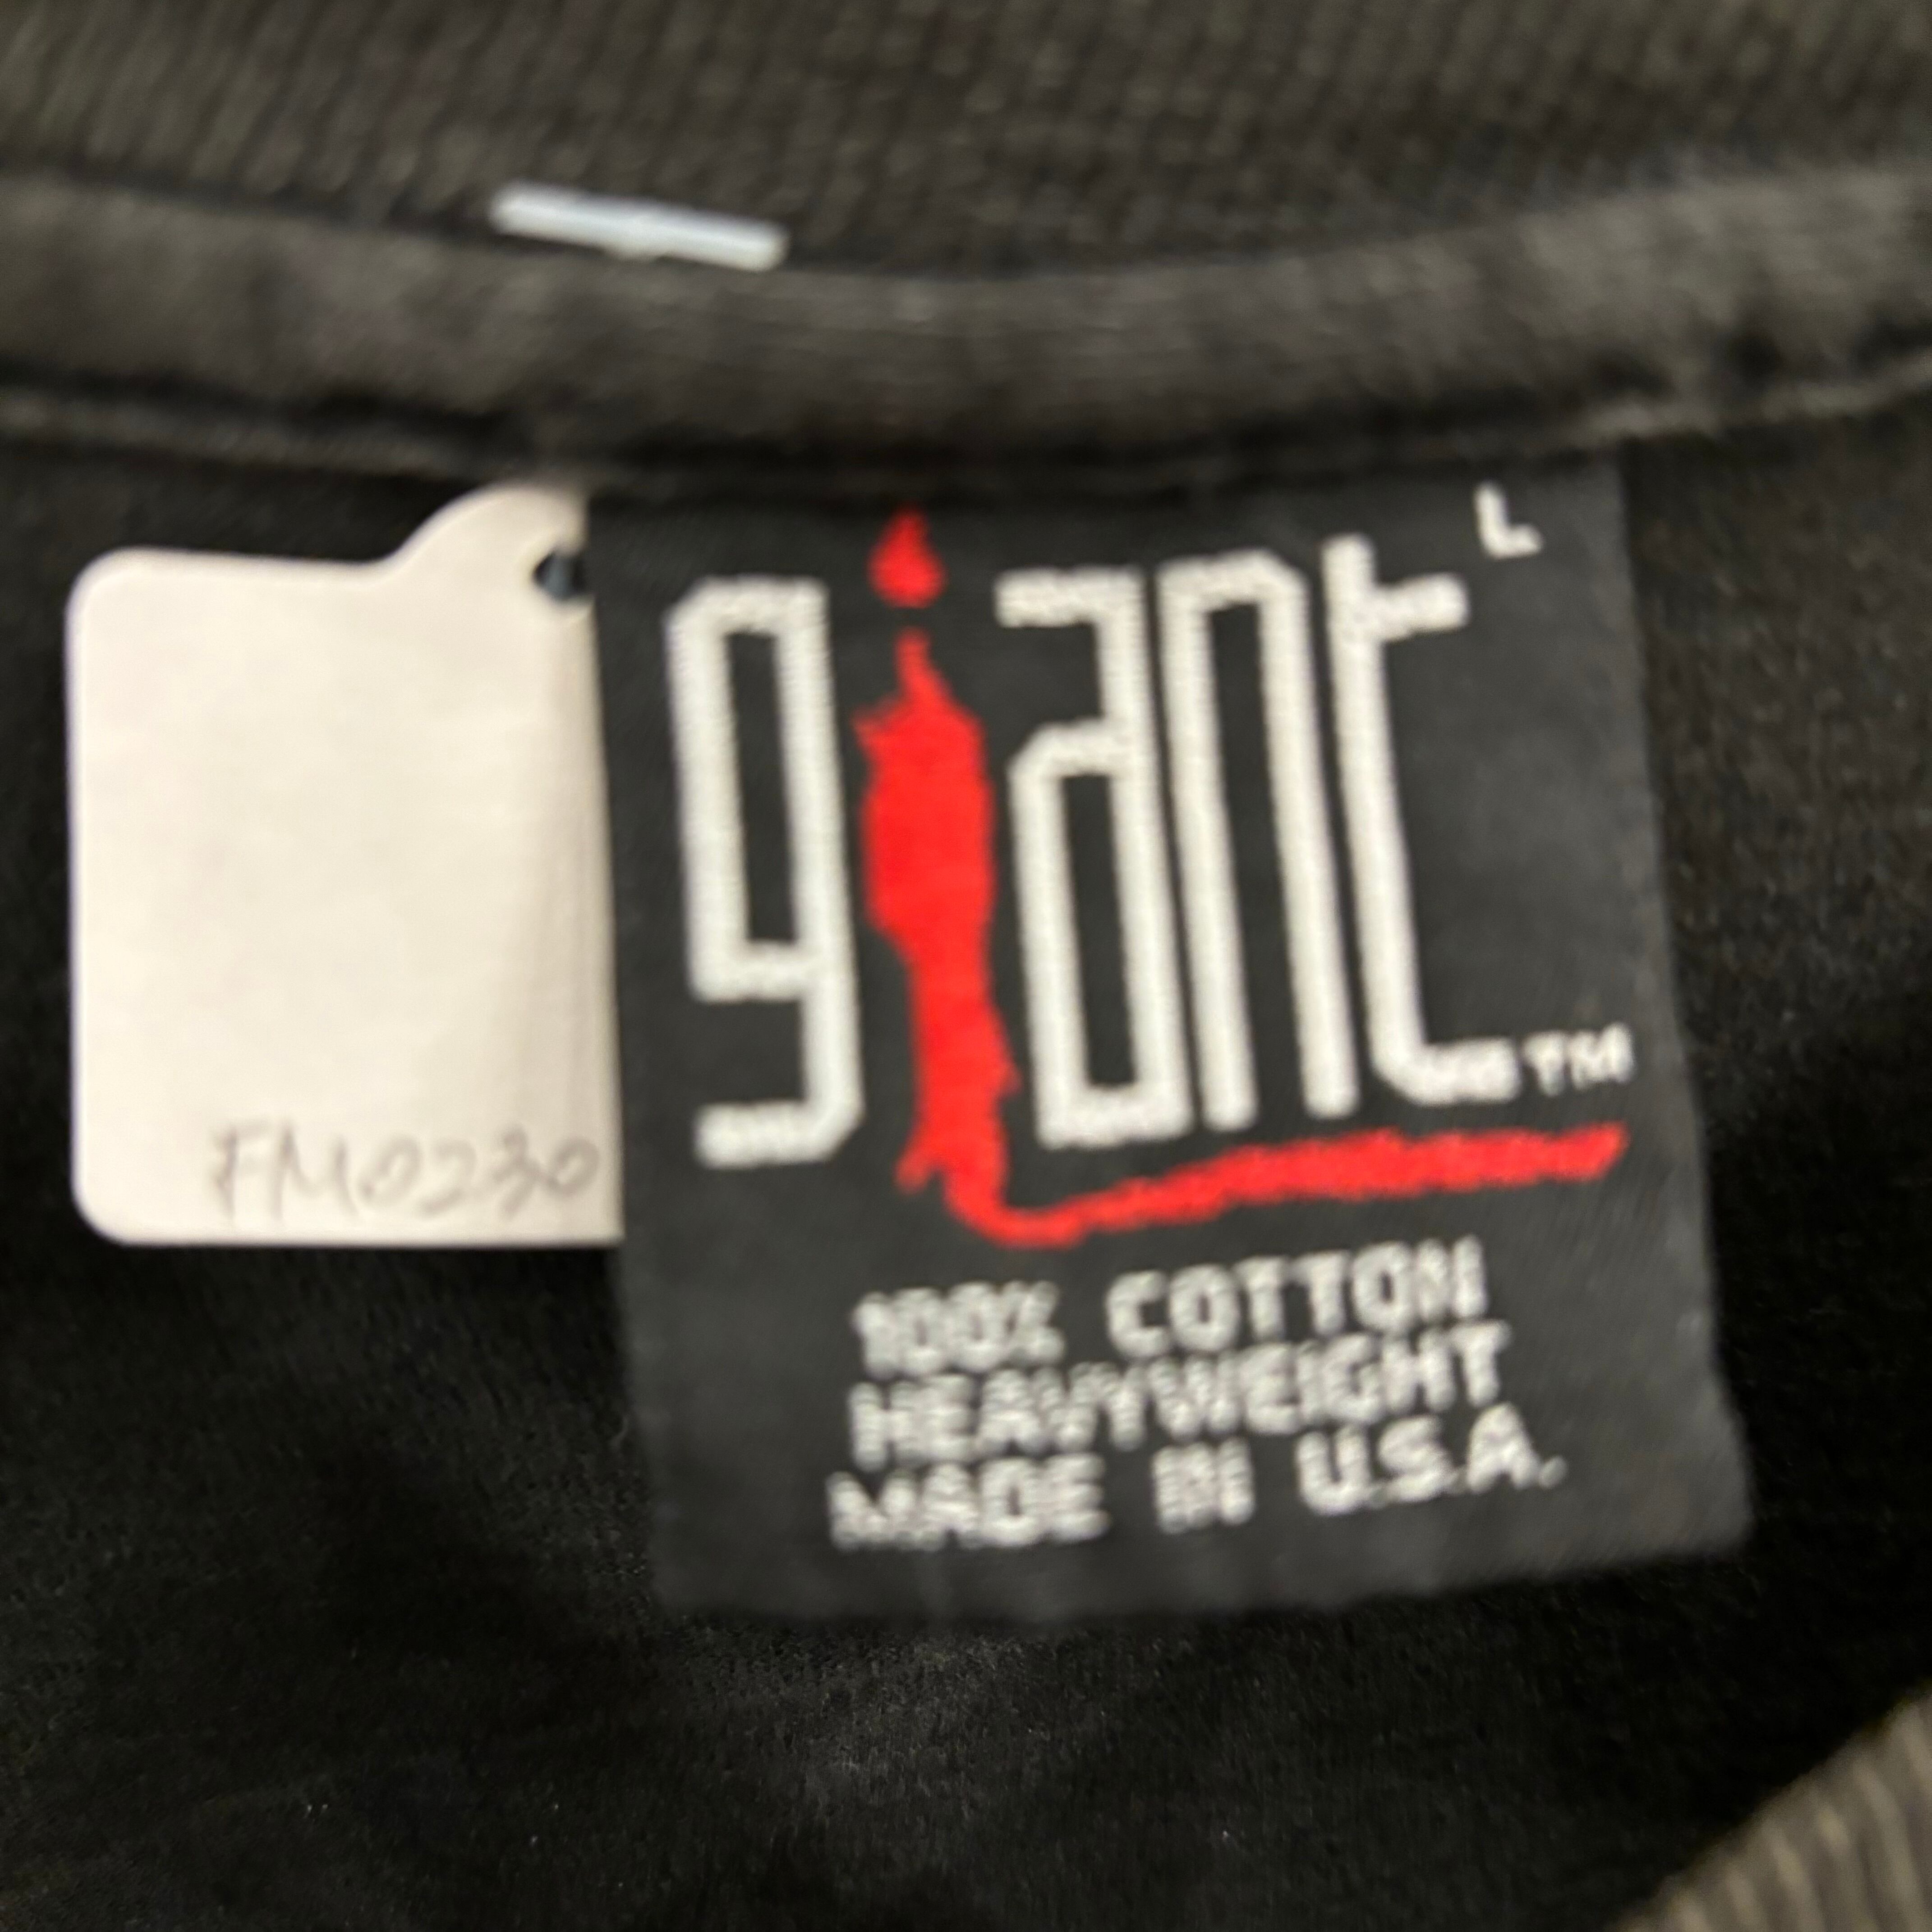 L
giant
TM
100% COTTON
HEAVYWEIGHT
MADE IN U.S.A.
FM0230